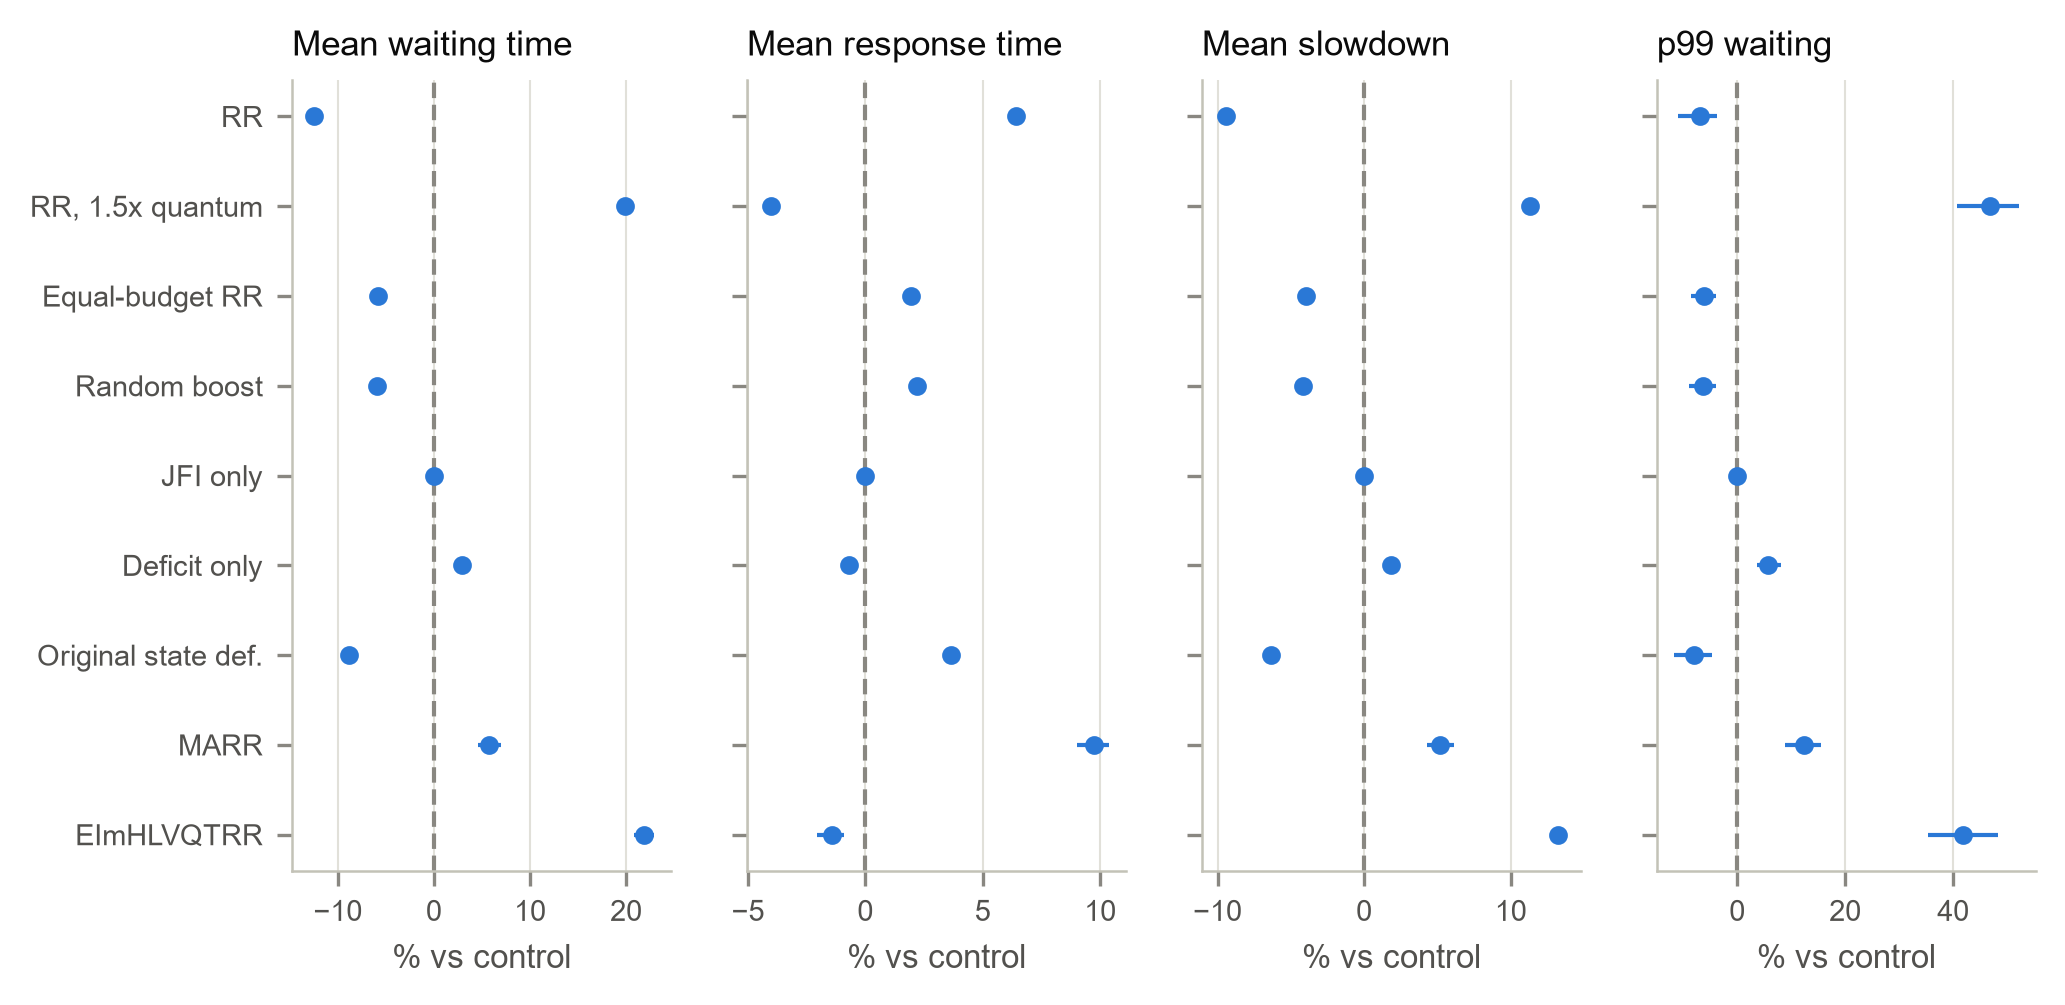 Mean waiting time
Mean response time
Mean slowdown
p99 waiting
RR
RR, 1.5x quantum
Equal-budget RR
Random boost
JFI only
Deficit only
Original state def.
MARR
EImHLVQTRR
−10 0 10 20
−5 0 5 10
−10 0 10
0 20 40
% vs control
% vs control
% vs control
% vs control